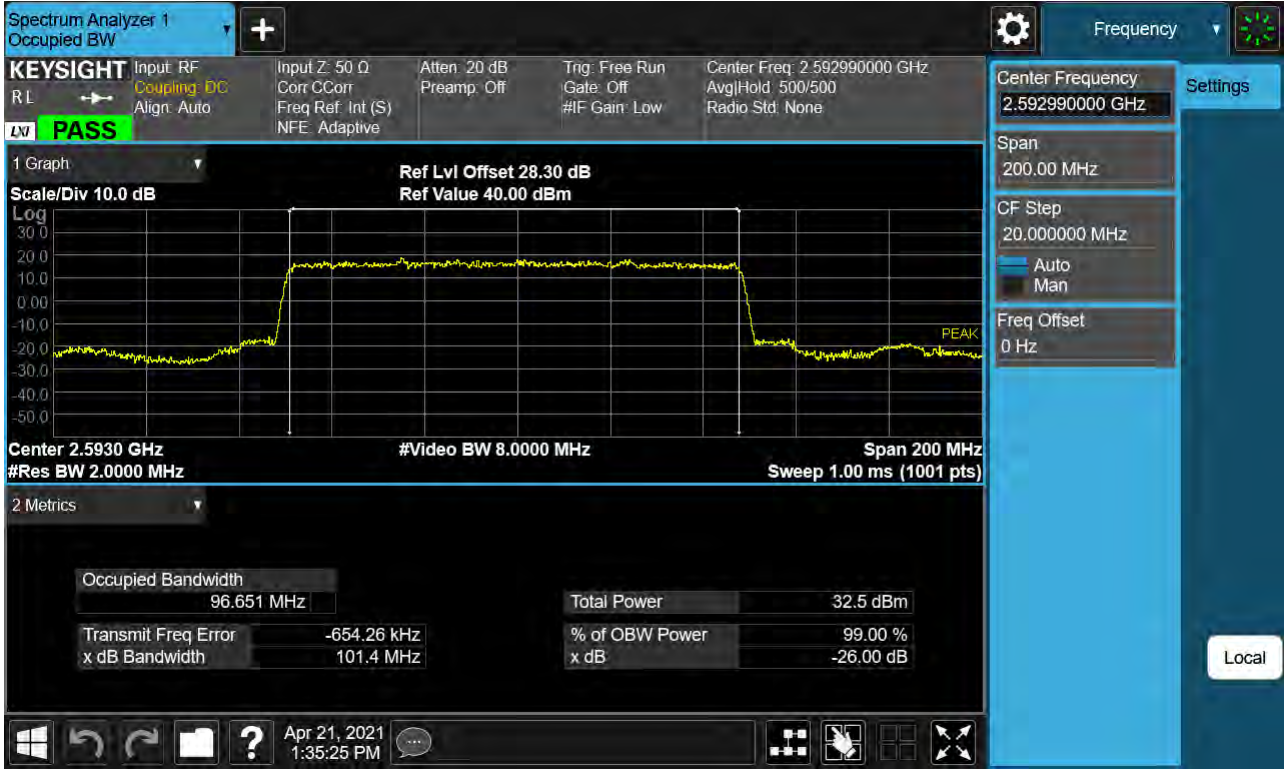 Spectrum Analyzer 1
Occupied BW
+
Frequency
KEYSIGHT
R L
LXI
PASS
Input: RF
Coupling: DC
Align: Auto
Input Z: 50 Ω
Corr CCorr
Freq Ref: Int (S)
NFE: Adaptive
Atten: 20 dB
Preamp: Off
Trig: Free Run
Gate: Off
#IF Gain: Low
Center Freq: 2.592990000 GHz
Avg|Hold: 500/500
Radio Std: None
1 Graph
Scale/Div 10.0 dB
Ref Lvl Offset 28.30 dB
Ref Value 40.00 dBm
Log
30.0
20.0
10.0
0.00
-10.0
-20.0
-30.0
-40.0
-50.0
PEAK
Center 2.5930 GHz
#Video BW 8.0000 MHz
Span 200 MHz
#Res BW 2.0000 MHz
Sweep 1.00 ms (1001 pts)
2 Metrics
Occupied Bandwidth
96.651 MHz
Total Power 32.5 dBm
Transmit Freq Error -654.26 kHz
% of OBW Power 99.00 %
x dB Bandwidth 101.4 MHz
x dB -26.00 dB
Center Frequency
2.592990000 GHz
Span
200.00 MHz
CF Step
20.000000 MHz
Auto
Man
Freq Offset
0 Hz
Settings
Local
?
Apr 21, 2021
1:35:25 PM